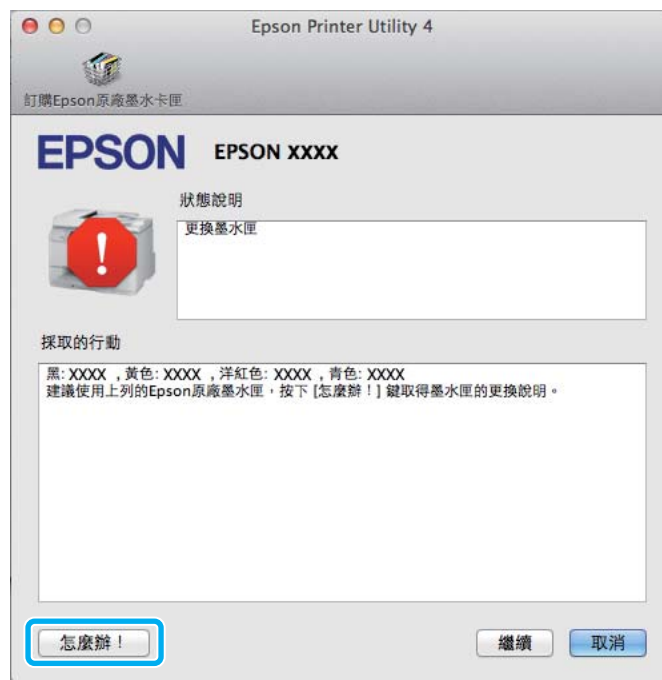 Epson Printer Utility 4
訂購Epson原廠墨水卡匣
EPSON EPSON XXXX
狀態說明
更換墨水匣
採取的行動
黑: XXXX , 黃色: XXXX , 洋紅色: XXXX , 青色: XXXX
建議使用上列的Epson原廠墨水匣，按下 [怎麼辦！] 鍵取得墨水匣的更換說明。
怎麼辦！ 繼續 取消